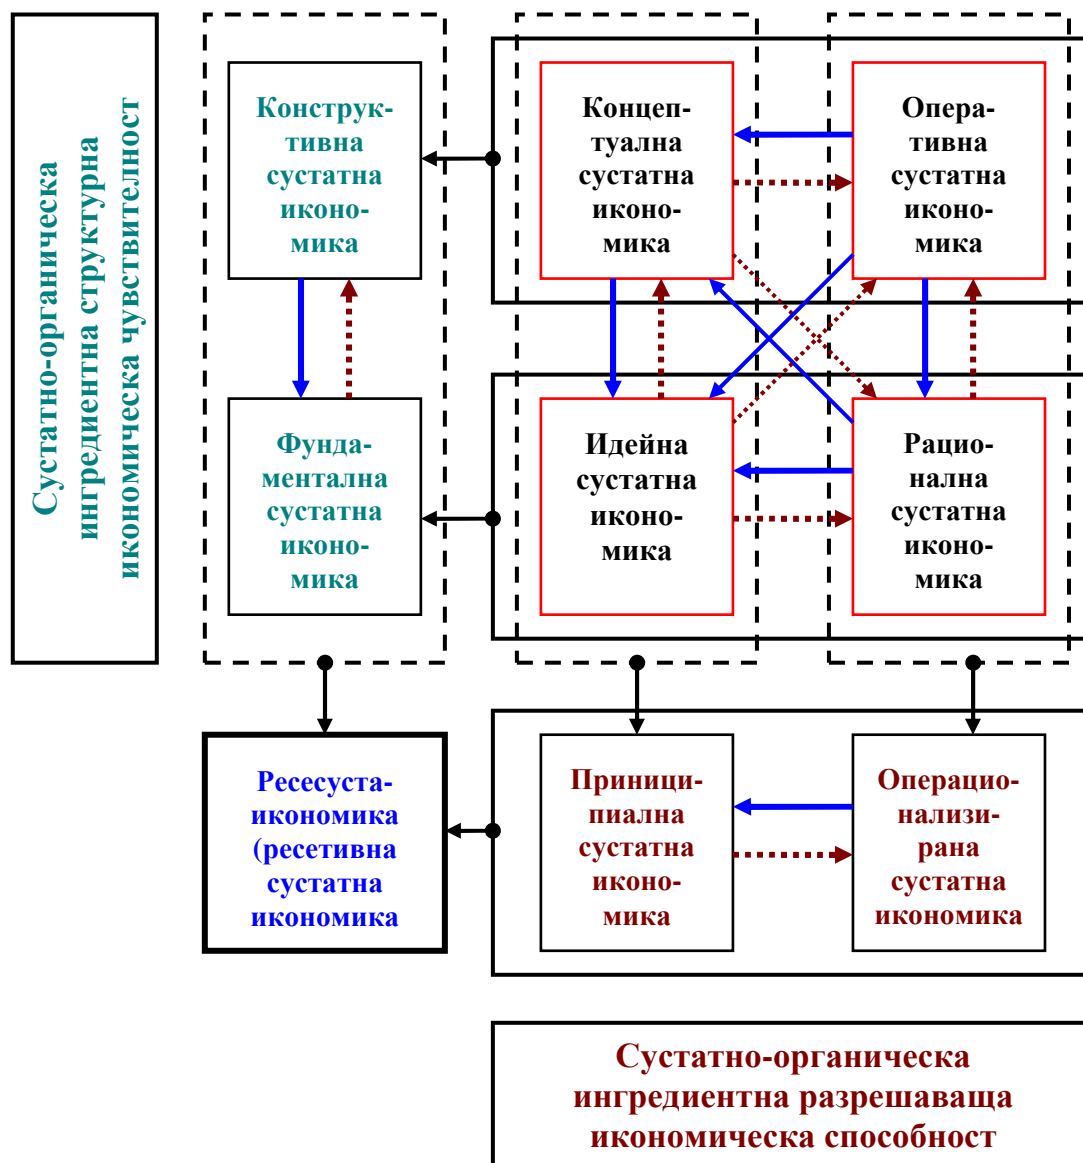 Сустатно-органическа
ингредиентна структурна
икономическа чувствителност
Конструк-
тивна
сустатна
иконо-
мика
Концеп-
туална
сустатна
иконо-
мика
Опера-
тивна
сустатна
иконо-
мика
Фунда-
ментална
сустатна
иконо-
мика
Идейна
сустатна
иконо-
мика
Рацио-
нална
сустатна
иконо-
мика
Ресесуста-
икономика
(ресетивна
сустатна
икономика
Приници-
пиална
сустатна
иконо-
мика
Операцио-
нализи-
рана
сустатна
икономика
Сустатно-органическа
ингредиентна разрешаваща
икономическа способност